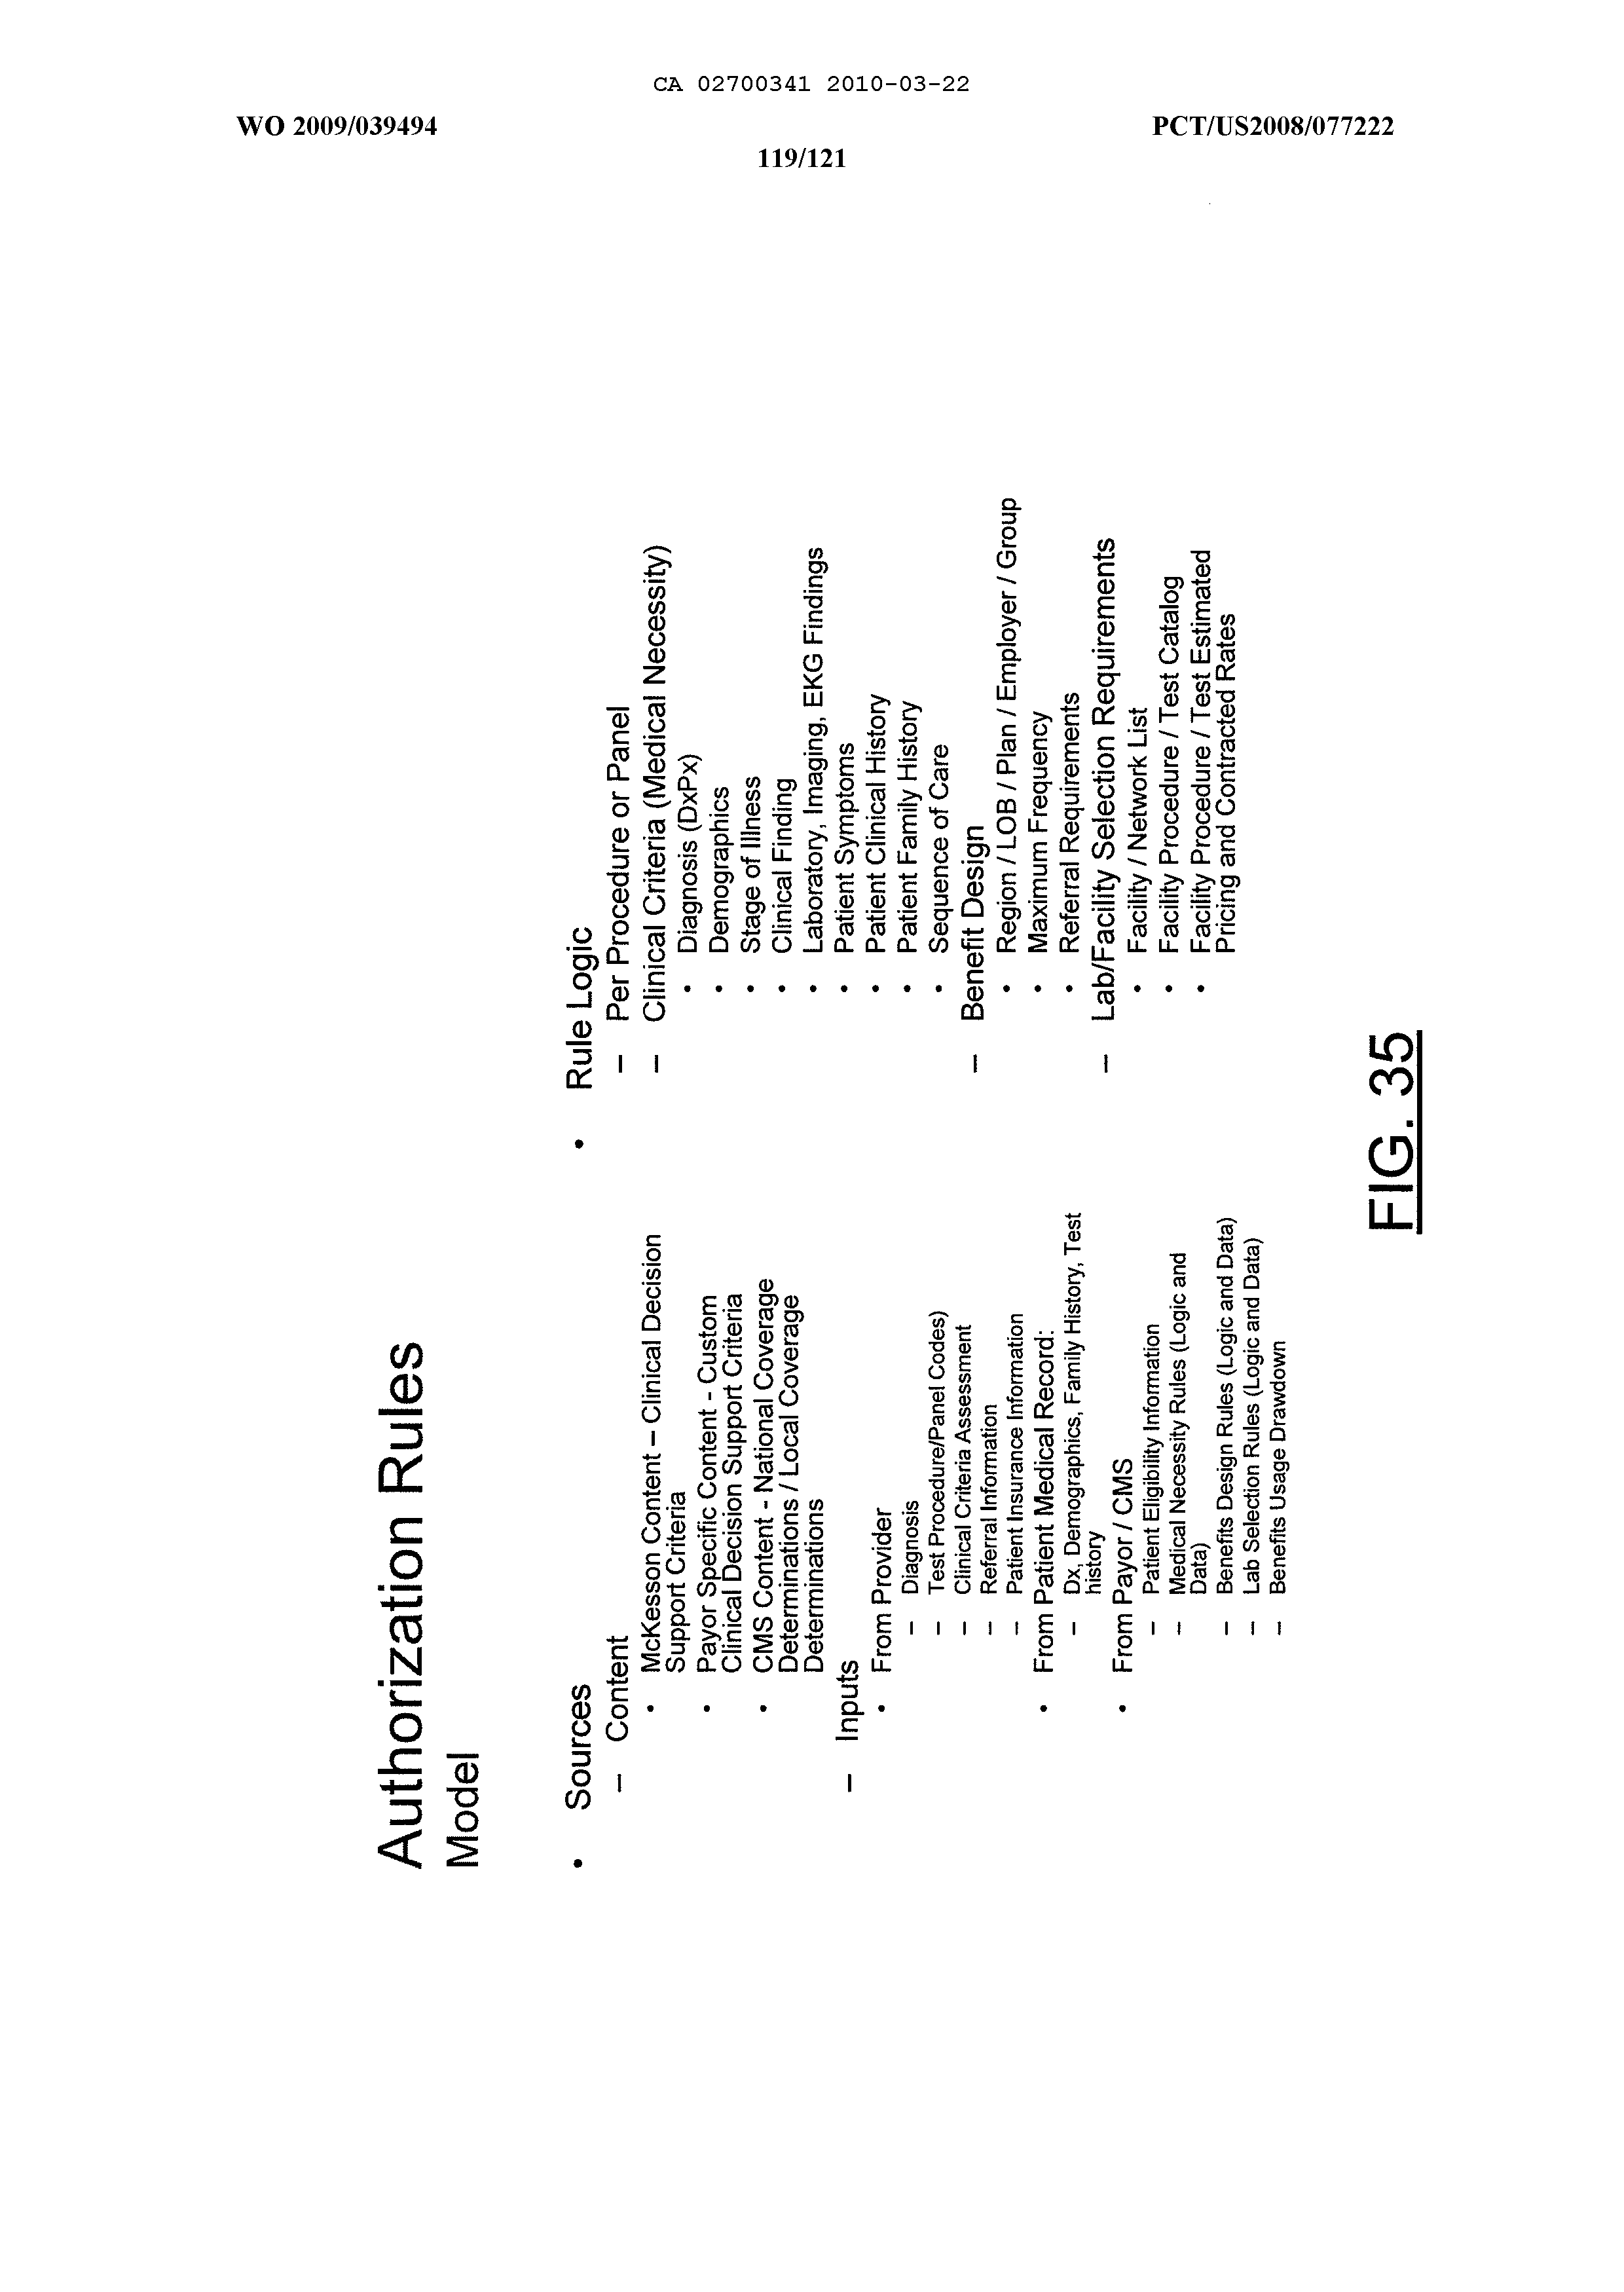 CA 02700341 2010-03-22
WO 2009/039494
PCT/US2008/077222
119/121
Authorization Rules
Model
• Sources
– Content
• McKesson Content – Clinical Decision
Support Criteria
• Payor Specific Content - Custom
Clinical Decision Support Criteria
• CMS Content - National Coverage
Determinations / Local Coverage
Determinations
– Inputs
• From Provider
– Diagnosis
– Test Procedure/Panel Codes)
– Clinical Criteria Assessment
– Referral Information
– Patient Insurance Information
• From Patient Medical Record:
– Dx, Demographics, Family History, Test
history
• From Payor / CMS
– Patient Eligibility Information
– Medical Necessity Rules (Logic and
Data)
– Benefits Design Rules (Logic and Data)
– Lab Selection Rules (Logic and Data)
– Benefits Usage Drawdown
• Rule Logic
– Per Procedure or Panel
– Clinical Criteria (Medical Necessity)
• Diagnosis (DxPx)
• Demographics
• Stage of Illness
• Clinical Finding
• Laboratory, Imaging, EKG Findings
• Patient Symptoms
• Patient Clinical History
• Patient Family History
• Sequence of Care
– Benefit Design
• Region / LOB / Plan / Employer / Group
• Maximum Frequency
• Referral Requirements
– Lab/Facility Selection Requirements
• Facility / Network List
• Facility Procedure / Test Catalog
• Facility Procedure / Test Estimated
Pricing and Contracted Rates
FIG. 35